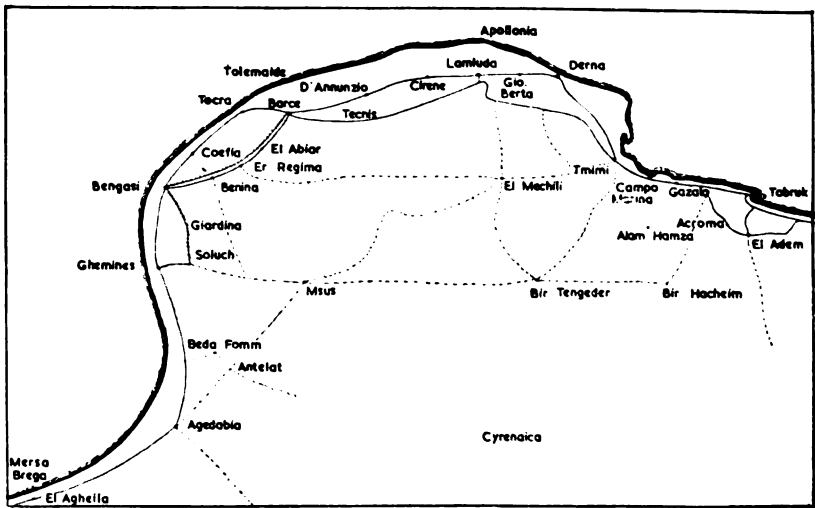 Apollonia
Tolemaide
Lamluda
Derna
D'Annunzio
Cirene
Gio.
Berta
Tocra
Barce
Tecnis
Coefia
El Abiar
Er Regima
Tmimi
Bengasi
Benina
El Mechili
Campo
Gazala
Tobruk
Giardina
Acroma
Alam Hamza
El Adem
Ghemines
Soluch
Msus
Bir Tengeder
Bir Hacheim
Beda Fomm
Antelat
Agedabia
Cyrenaica
Mersa
Brega
El Agheila